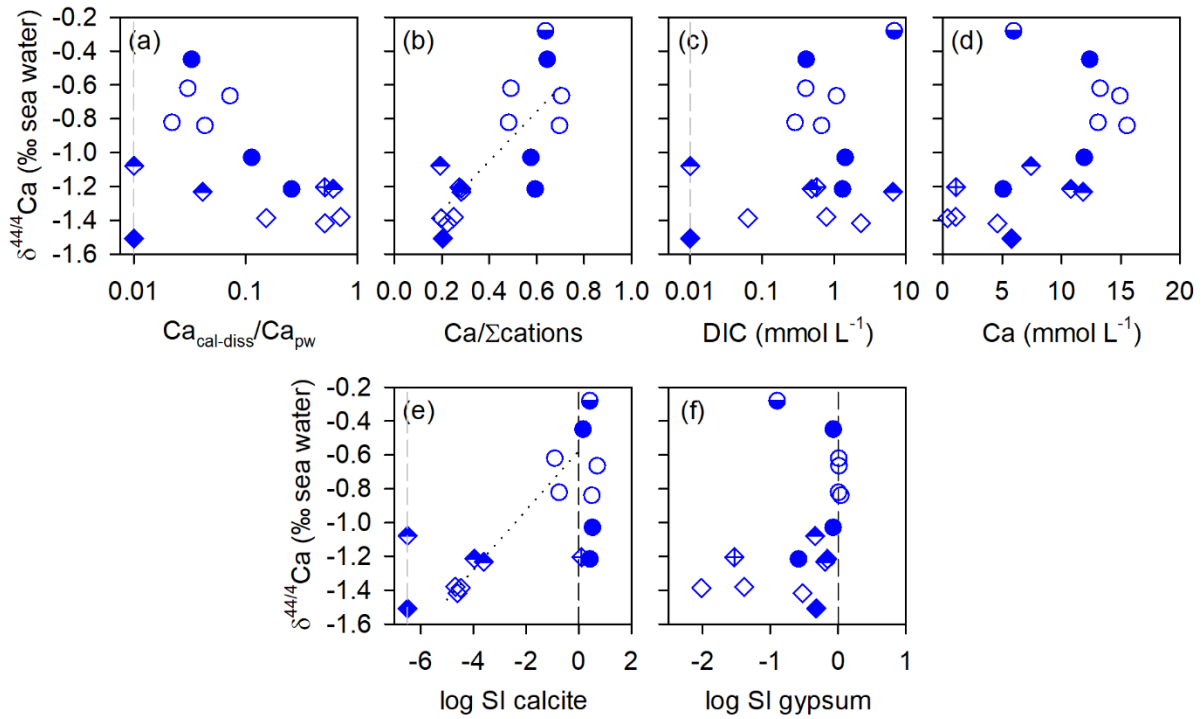 δ44/4Ca (‰ sea water)
-0.2
-0.4
-0.6
-0.8
-1.0
-1.2
-1.4
-1.6
(a) (b) (c) (d)
0.01 0.1 1
0.0 0.2 0.4 0.6 0.8 1.0
0.01 0.1 1 10
0 5 10 15 20
Cacal-diss/Capw
Ca/Σcations
DIC (mmol L-1)
Ca (mmol L-1)
δ44/4Ca (‰ sea water)
-0.2
-0.4
-0.6
-0.8
-1.0
-1.2
-1.4
-1.6
(e) (f)
-6 -4 -2 0 2
-2 -1 0 1
log SI calcite
log SI gypsum